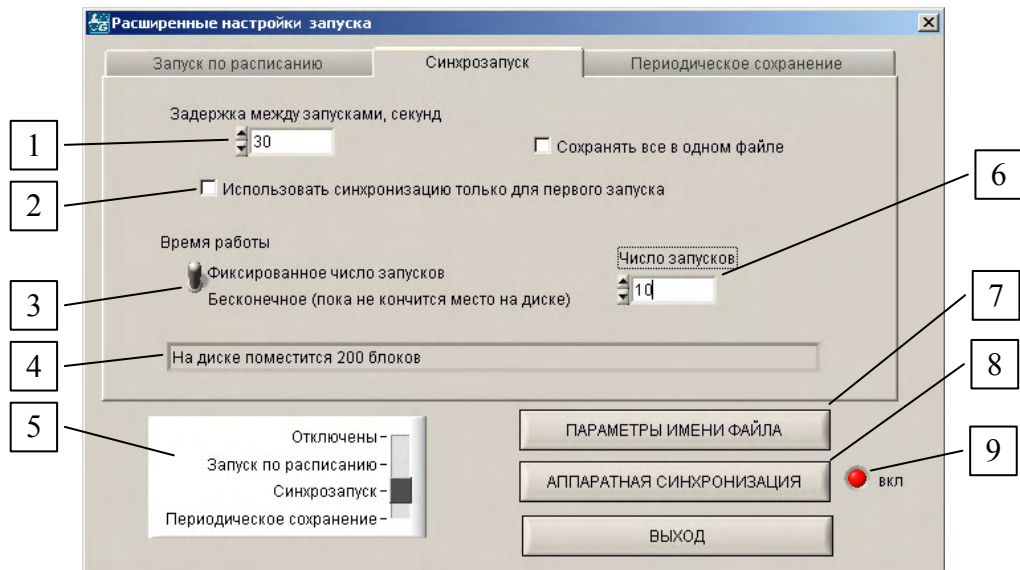 Расширенные настройки запуска
Запуск по расписанию
Синхрозапуск
Периодическое сохранение
Задержка между запусками, секунд
1
30
Сохранять все в одном файле
2
Использовать синхронизацию только для первого запуска
6
Время работы
Число запусков
3
Фиксированное число запусков
10
Бесконечное (пока не кончится место на диске)
7
4
На диске поместится 200 блоков
8
5
Отключены
ПАРАМЕТРЫ ИМЕНИ ФАЙЛА
Запуск по расписанию
9
Синхрозапуск
АППАРАТНАЯ СИНХРОНИЗАЦИЯ
вкл
Периодическое сохранение
ВЫХОД